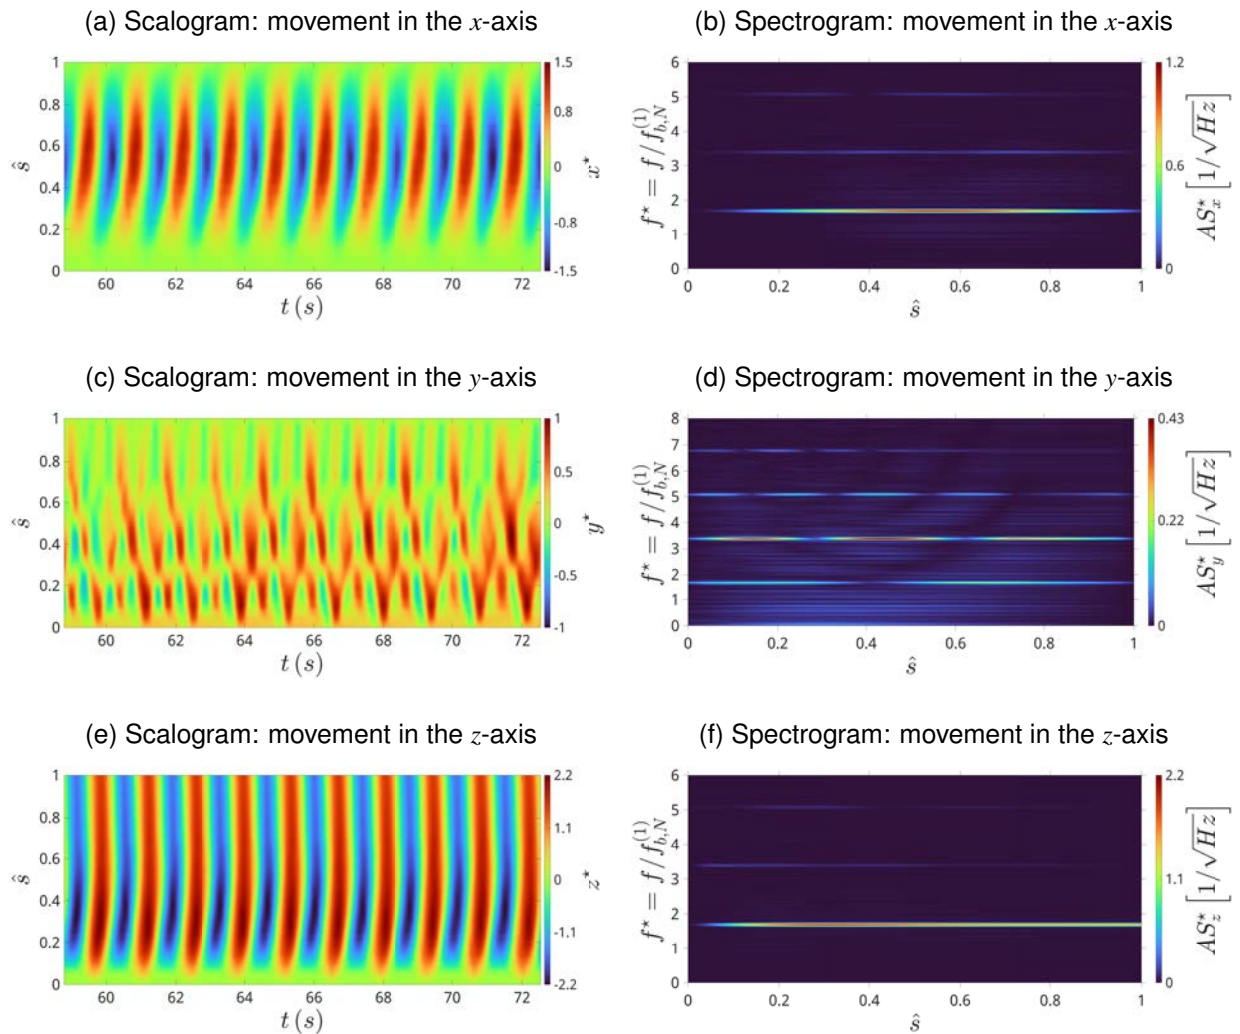 (a) Scalogram: movement in the x-axis
1
0.8
0.6
0.4
0.2
0
ŝ
60 62 64 66 68 70 72
t (s)
1.5
0.8
0
-0.8
-1.5
x*
(b) Spectrogram: movement in the x-axis
6
5
4
3
2
1
0
f* = f/f_{b,N}^{(1)}
0 0.2 0.4 0.6 0.8 1
ŝ
1.2
0.6
0
AS_x^* [1/√Hz]
(c) Scalogram: movement in the y-axis
1
0.8
0.6
0.4
0.2
0
ŝ
60 62 64 66 68 70 72
t (s)
1
0.5
0
-0.5
-1
y*
(d) Spectrogram: movement in the y-axis
8
7
6
5
4
3
2
1
0
f* = f/f_{b,N}^{(1)}
0 0.2 0.4 0.6 0.8 1
ŝ
0.43
0.22
0
AS_y^* [1/√Hz]
(e) Scalogram: movement in the z-axis
1
0.8
0.6
0.4
0.2
0
ŝ
60 62 64 66 68 70 72
t (s)
2.2
1.1
0
-1.1
-2.2
z*
(f) Spectrogram: movement in the z-axis
6
5
4
3
2
1
0
f* = f/f_{b,N}^{(1)}
0 0.2 0.4 0.6 0.8 1
ŝ
2.2
1.1
0
AS_z^* [1/√Hz]